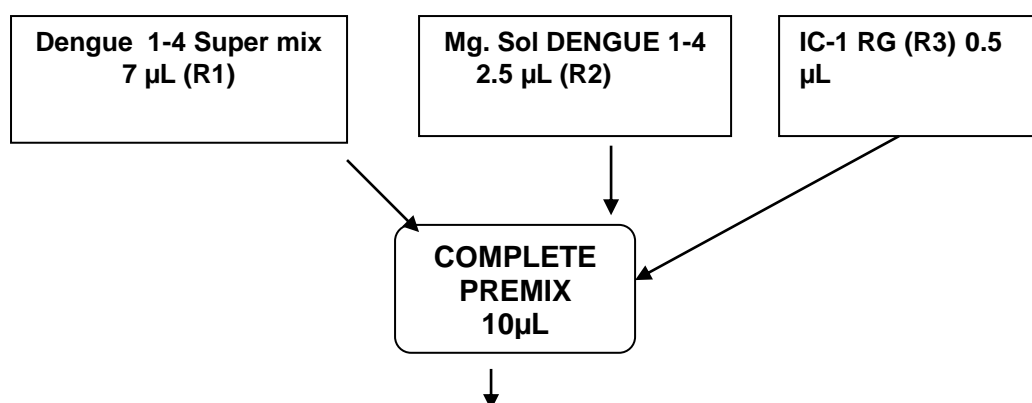 Dengue 1-4 Super mix
7 µL (R1)
Mg. Sol DENGUE 1-4
2.5 µL (R2)
IC-1 RG (R3) 0.5
µL
COMPLETE
PREMIX
10µL